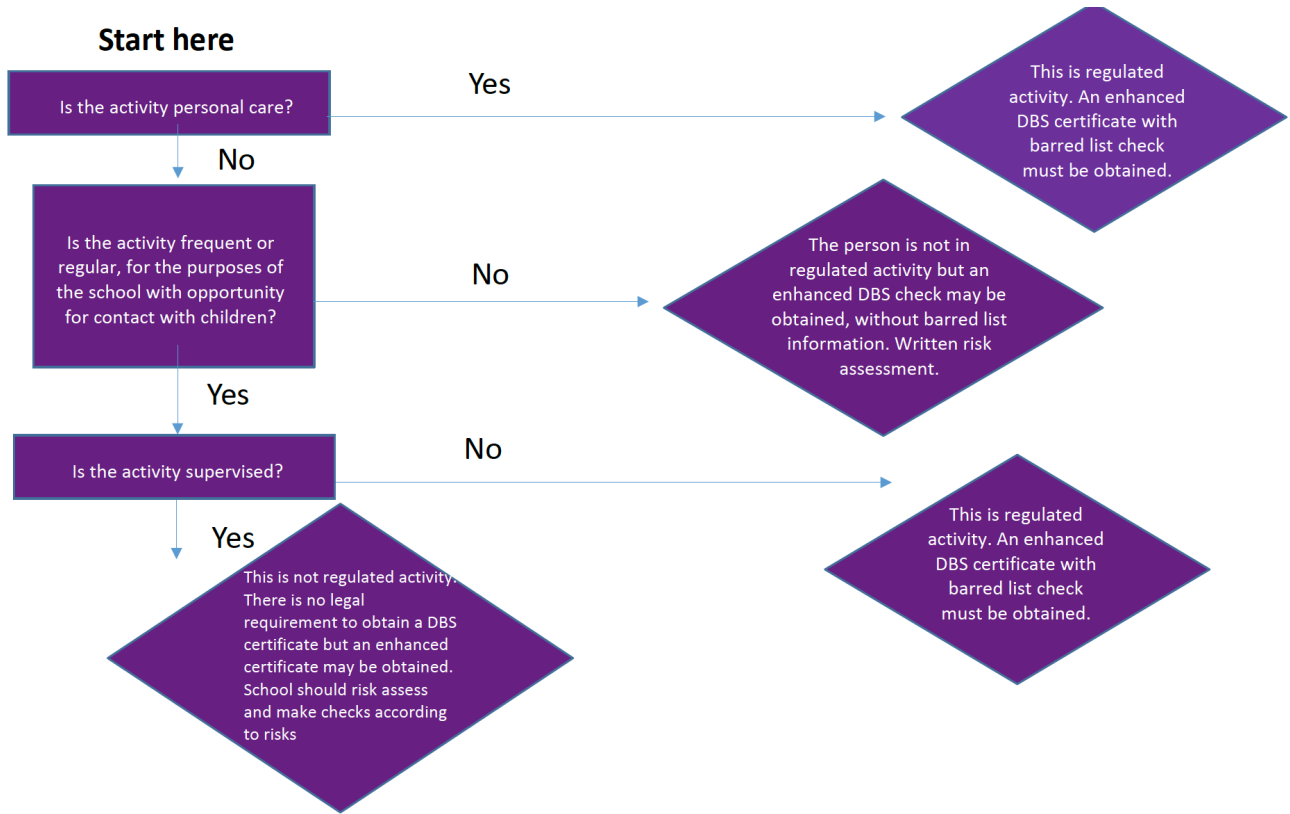 Start here
Is the activity personal care?
Yes
This is regulated
activity. An enhanced
DBS certificate with
barred list check
must be obtained.
No
Is the activity frequent or
regular, for the purposes of
the school with opportunity
for contact with children?
No
The person is not in
regulated activity but an
enhanced DBS check may be
obtained, without barred list
information. Written risk
assessment.
Yes
Is the activity supervised?
No
This is regulated
activity. An enhanced
DBS certificate with
barred list check
must be obtained.
Yes
This is not regulated activity.
There is no legal
requirement to obtain a DBS
certificate but an enhanced
certificate may be obtained.
School should risk assess
and make checks according
to risks